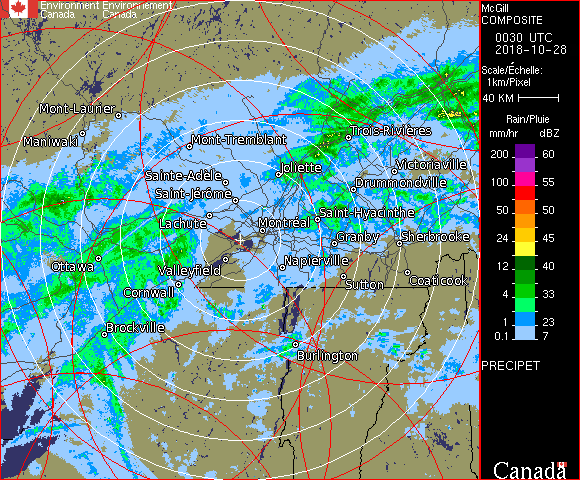 Environment Environnement
Canada Canada
McGill
COMPOSITE
0030 UTC
2018-10-28
Scale/Échelle:
1km/Pixel
40 KM
Rain/Pluie
mm/hr dBZ
200 60
100 55
50 50
24 45
12 40
4 33
1 23
0.1 7
PRECIPET
Canada
Mont-Laurier
Maniwaki
Mont-Tremblant
Trois-Rivières
Sainte-Adèle
Joliette
Victoriaville
Saint-Jérôme
Drummondville
Lachute
Montréal
Saint-Hyacinthe
Granby
Sherbrooke
Ottawa
Valleyfield
Napierville
Cornwall
Sutton
Coaticook
Brockville
Burlington